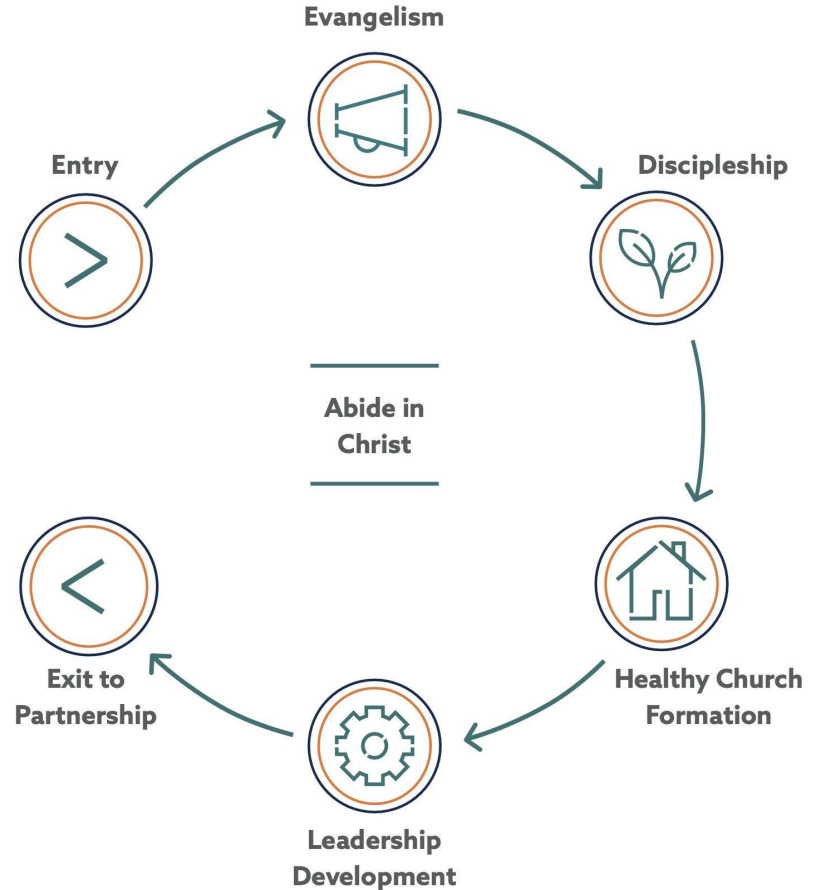 Evangelism
Entry
Discipleship
Abide in
Christ
Exit to
Partnership
Healthy Church
Formation
Leadership
Development